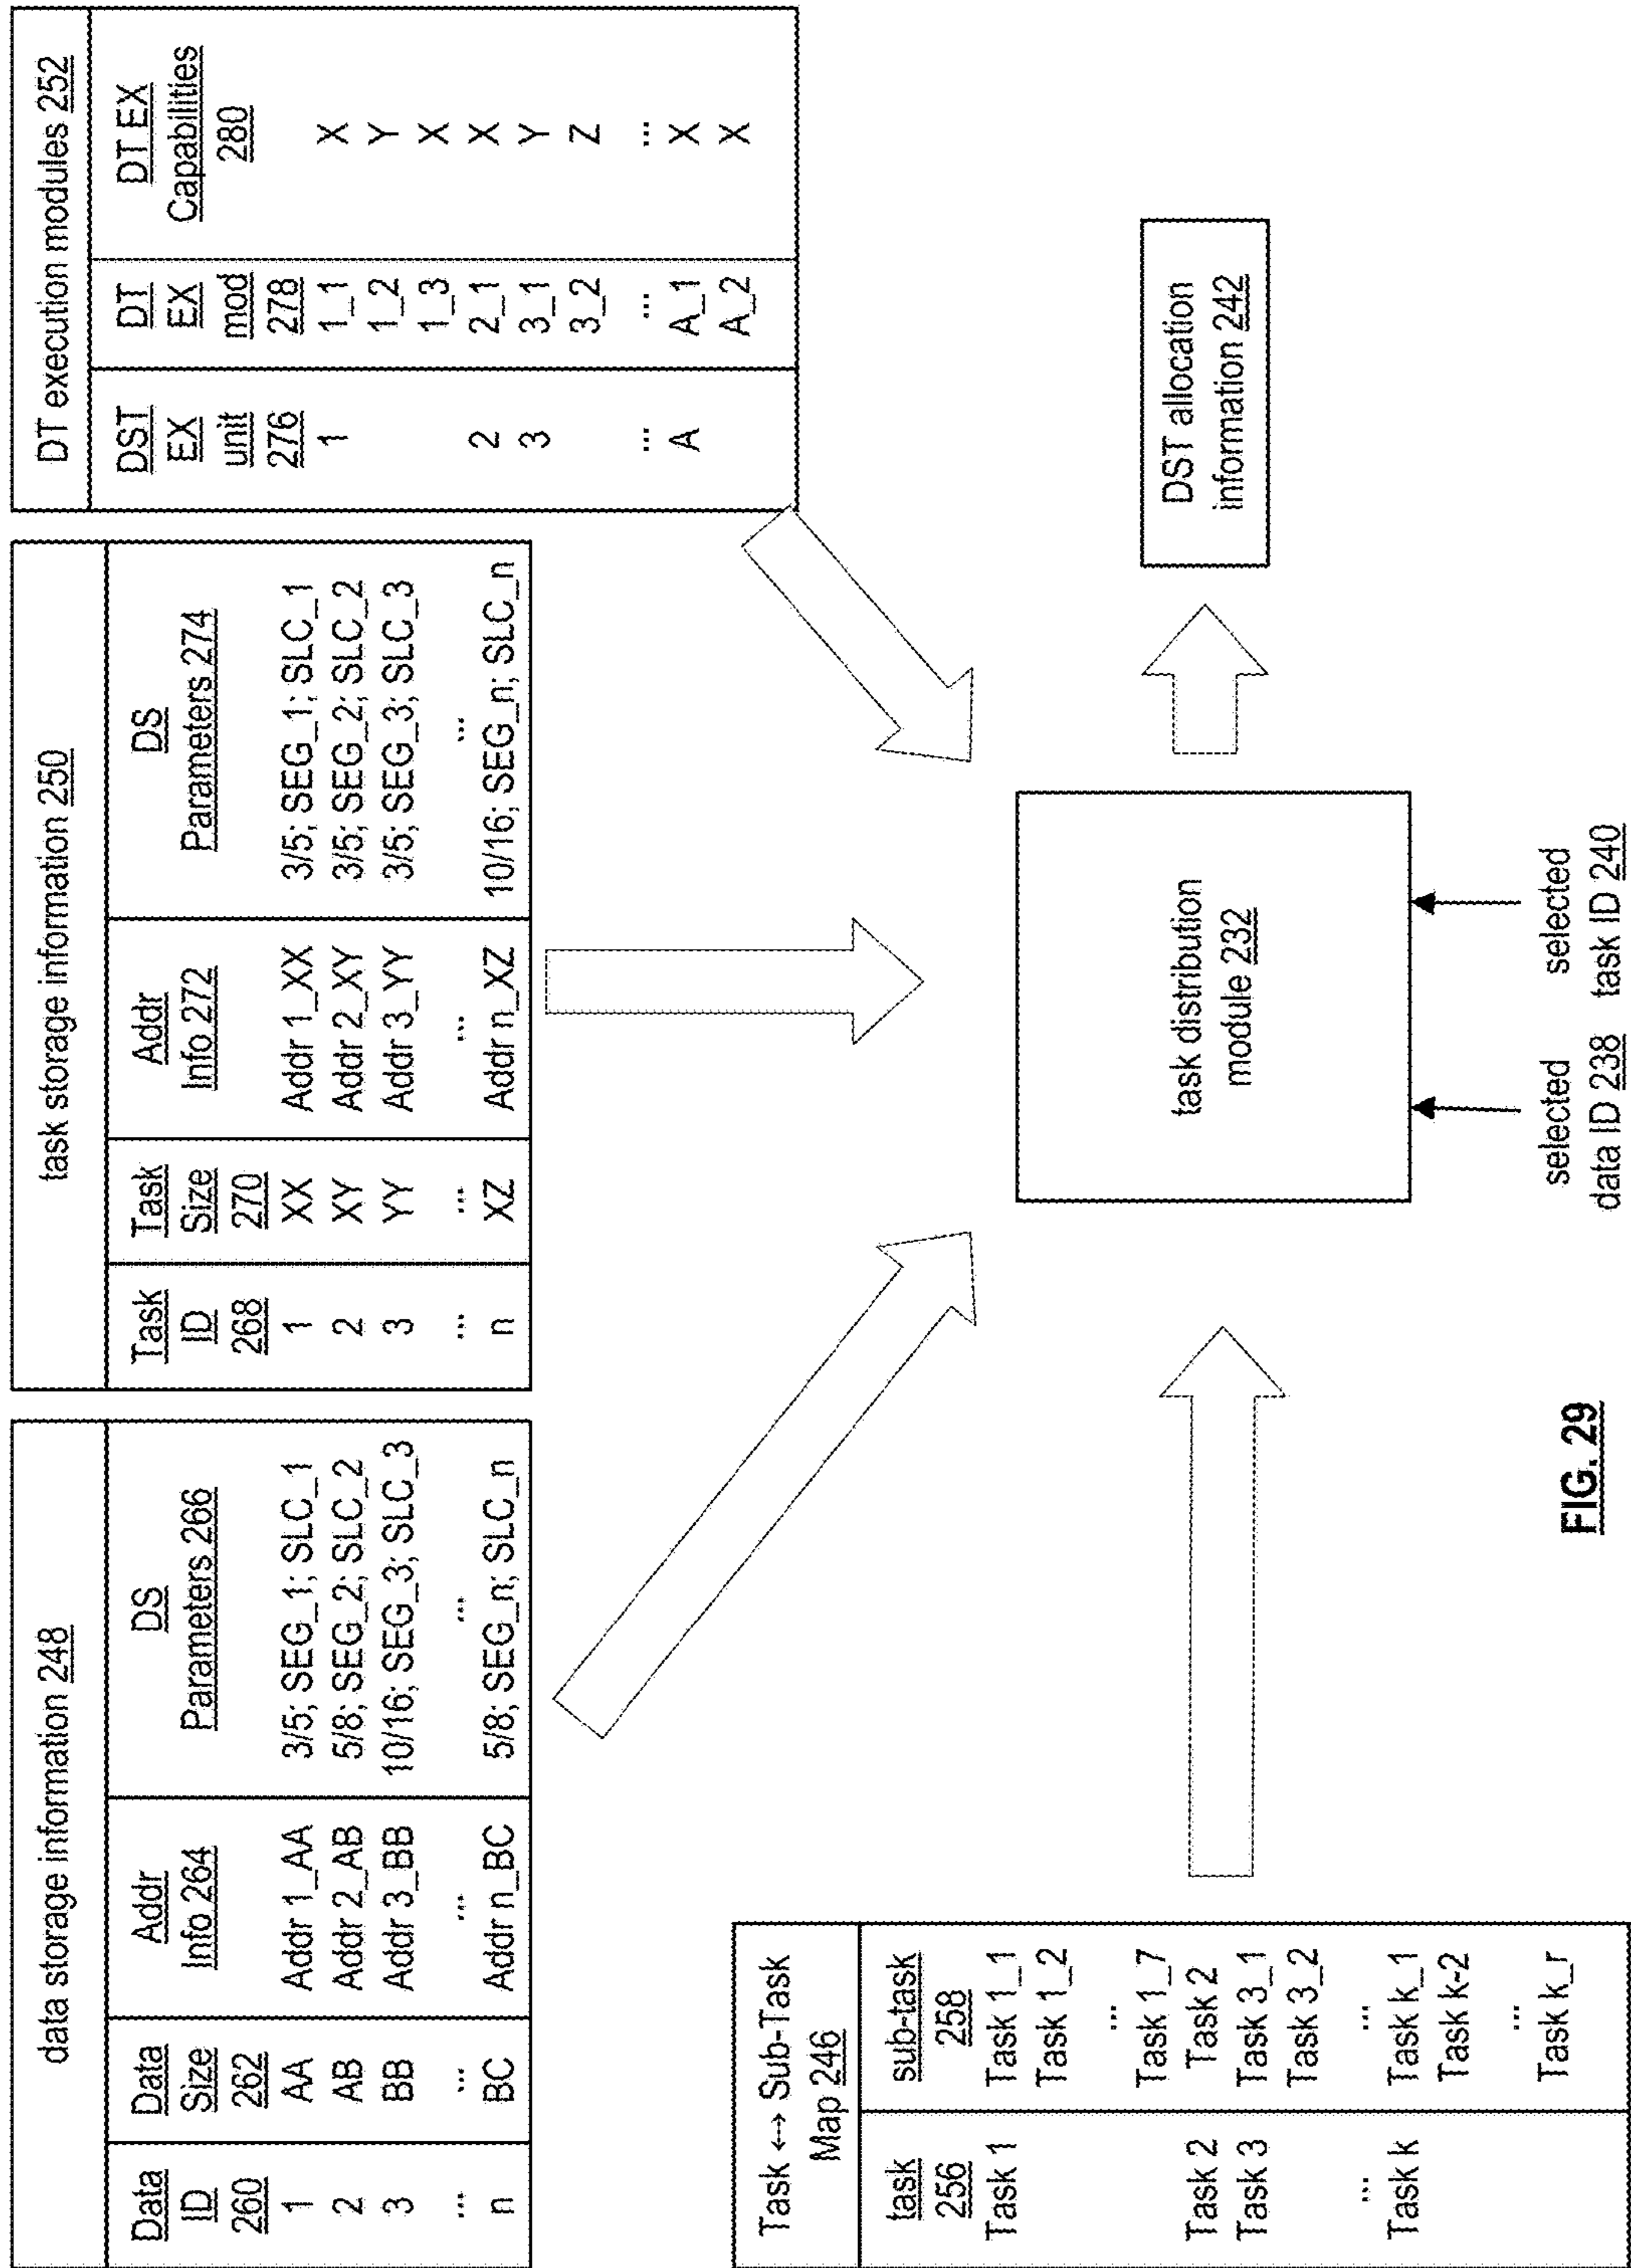 data storage information 248
Data ID 260 | Data Size 262 | Addr Info 264 | DS Parameters 266
1 | AA | Addr 1_AA | 3/5; SEG_1; SLC_1
2 | AB | Addr 2_AB | 5/8; SEG_2; SLC_2
3 | BB | Addr 3_BB | 10/16; SEG_3; SLC_3
... | ... | ... | ...
n | BC | Addr n_BC | 5/8; SEG_n; SLC_n
task storage information 250
Task ID 268 | Task Size 270 | Addr Info 272 | DS Parameters 274
1 | XX | Addr 1_XX | 3/5; SEG_1; SLC_1
2 | XY | Addr 2_XY | 3/5; SEG_2; SLC_2
3 | YY | Addr 3_YY | 3/5; SEG_3; SLC_3
... | ... | ... | ...
n | XZ | Addr n_XZ | 10/16; SEG_n; SLC_n
DT execution modules 252
DST EX unit 276 | DT EX mod 278 | DT EX Capabilities 280
1 | 1_1 | X
1_2 | Y
1_3 | X
2 | 2_1 | X
3 | 3_1 | Y
3_2 | Z
... | ... | ...
A | A_1 | X
A_2 | X
Task ↔ Sub-Task
Map 246
task 256 | sub-task 258
Task 1 | Task 1_1
Task 1_2
...
Task 1_7
Task 2 | Task 2
Task 3 | Task 3_1
Task 3_2
... | ...
Task k | Task k_1
Task k-2
...
Task k_r
task distribution
module 232
DST allocation
information 242
selected
data ID 238
selected
task ID 240
FIG. 29